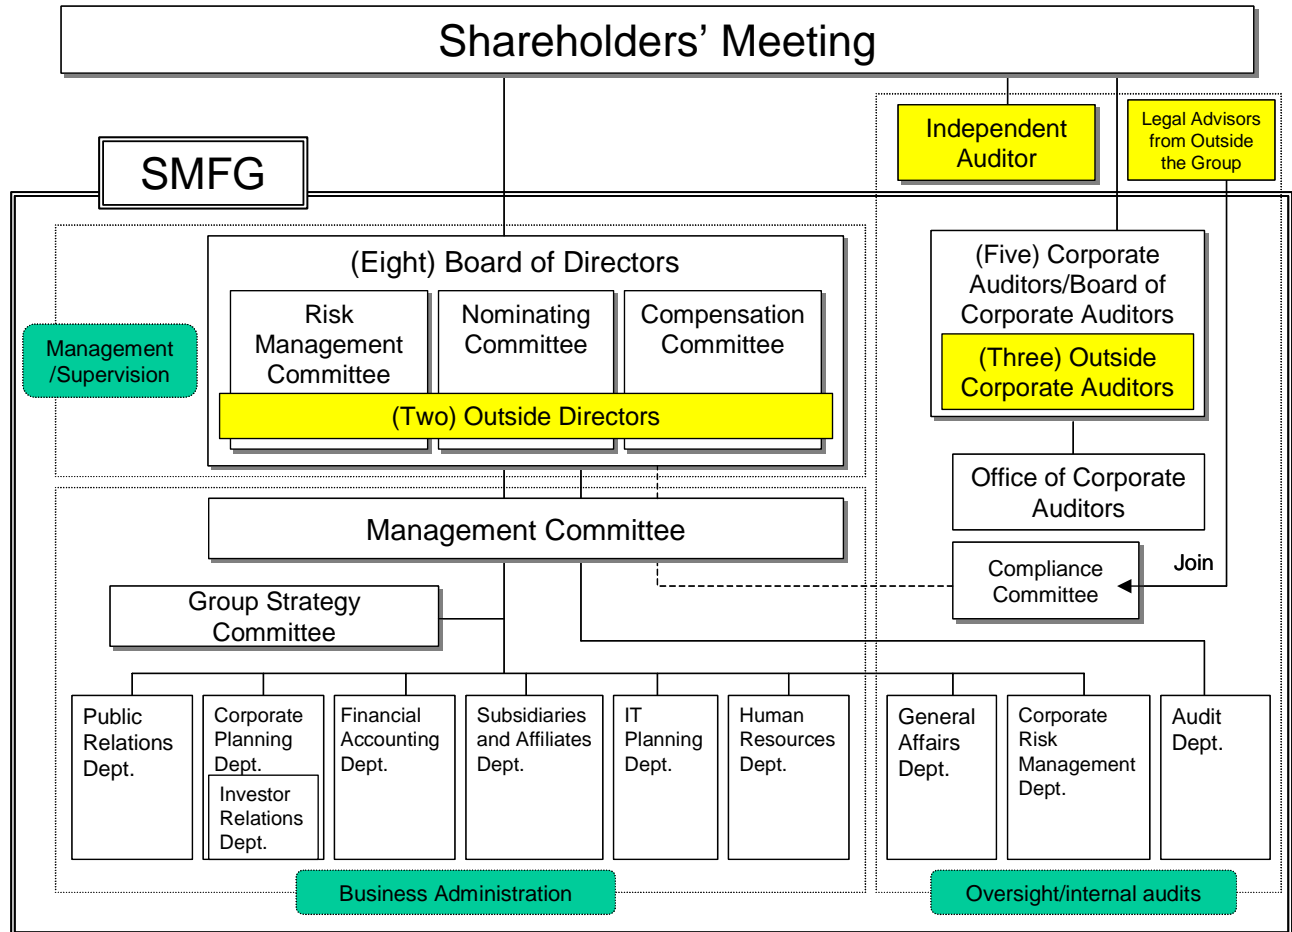 Shareholders’ Meeting
Independent
Auditor
Legal Advisors
from Outside
the Group
SMFG
(Eight) Board of Directors
Risk
Management
Committee
Nominating
Committee
Compensation
Committee
(Two) Outside Directors
Management
/Supervision
(Five) Corporate
Auditors/Board of
Corporate Auditors
(Three) Outside
Corporate Auditors
Office of Corporate
Auditors
Management Committee
Compliance
Committee
Join
Group Strategy
Committee
Public
Relations
Dept.
Corporate
Planning
Dept.
Investor
Relations
Dept.
Financial
Accounting
Dept.
Subsidiaries
and Affiliates
Dept.
IT
Planning
Dept.
Human
Resources
Dept.
General
Affairs
Dept.
Corporate
Risk
Management
Dept.
Audit
Dept.
Business Administration
Oversight/internal audits